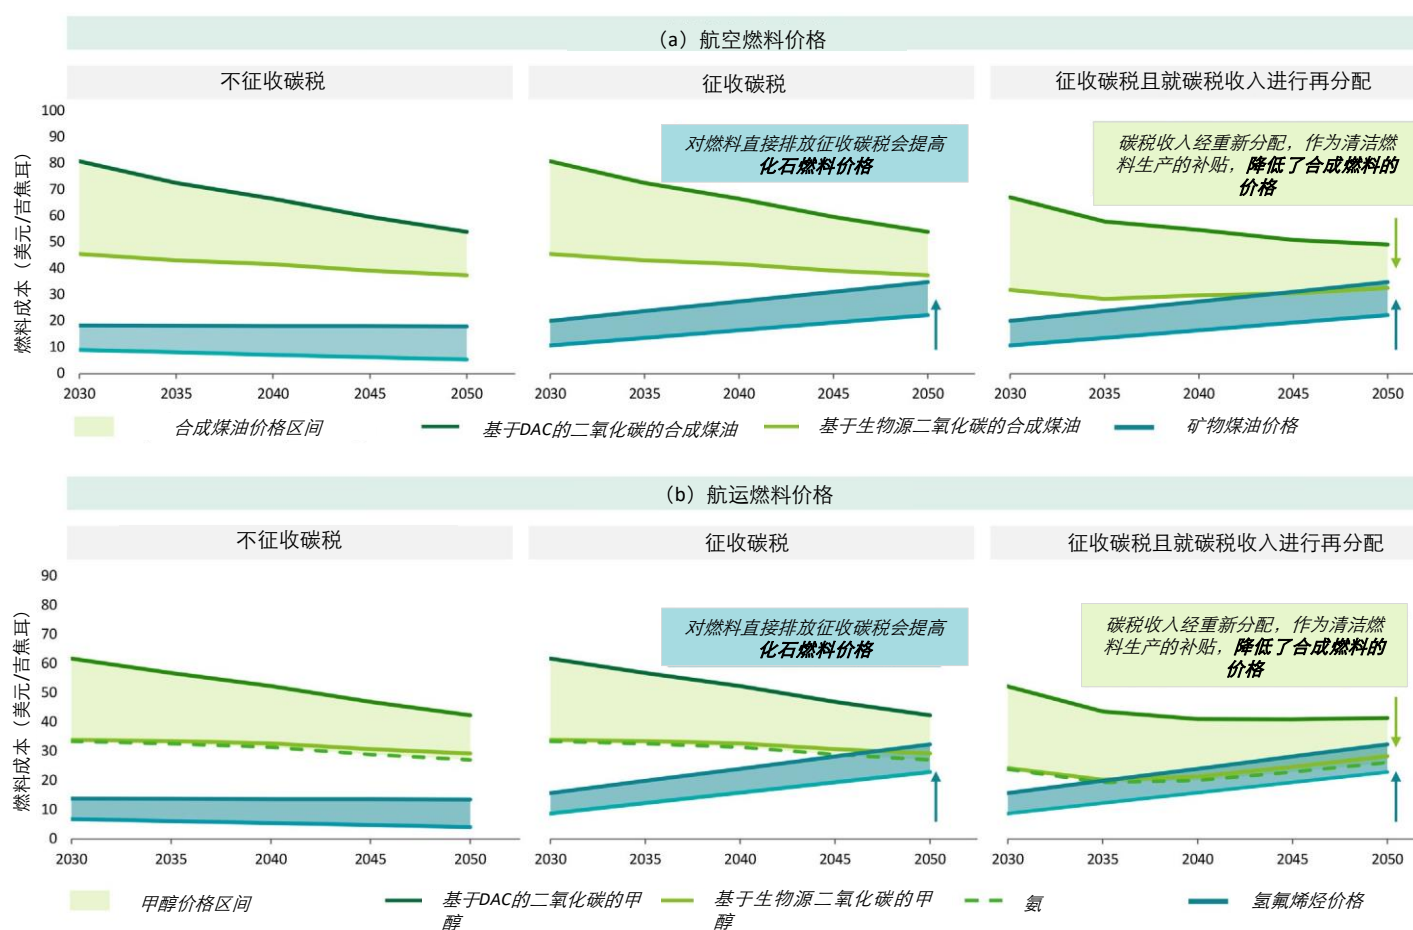 （a）航空燃料价格
不征收碳税
征收碳税
征收碳税且就碳税收入进行再分配
燃料成本（美元/吉焦耳）
100
90
80
70
60
50
40
30
20
10
0
对燃料直接排放征收碳税会提高
化石燃料价格
碳税收入经重新分配，作为清洁燃
料生产的补贴，降低了合成燃料的
价格
2030 2035 2040 2045 2050
2030 2035 2040 2045 2050
2030 2035 2040 2045 2050
合成煤油价格区间
基于DAC的二氧化碳的合成煤油
基于生物源二氧化碳的合成煤油
矿物煤油价格
（b）航运燃料价格
不征收碳税
征收碳税
征收碳税且就碳税收入进行再分配
燃料成本（美元/吉焦耳）
90
80
70
60
50
40
30
20
10
0
对燃料直接排放征收碳税会提高
化石燃料价格
碳税收入经重新分配，作为清洁燃
料生产的补贴，降低了合成燃料的
价格
2030 2035 2040 2045 2050
2030 2035 2040 2045 2050
2030 2035 2040 2045 2050
甲醇价格区间
基于DAC的二氧化碳的甲
醇
基于生物源二氧化碳的甲
醇
氨
氢氟烯烃价格